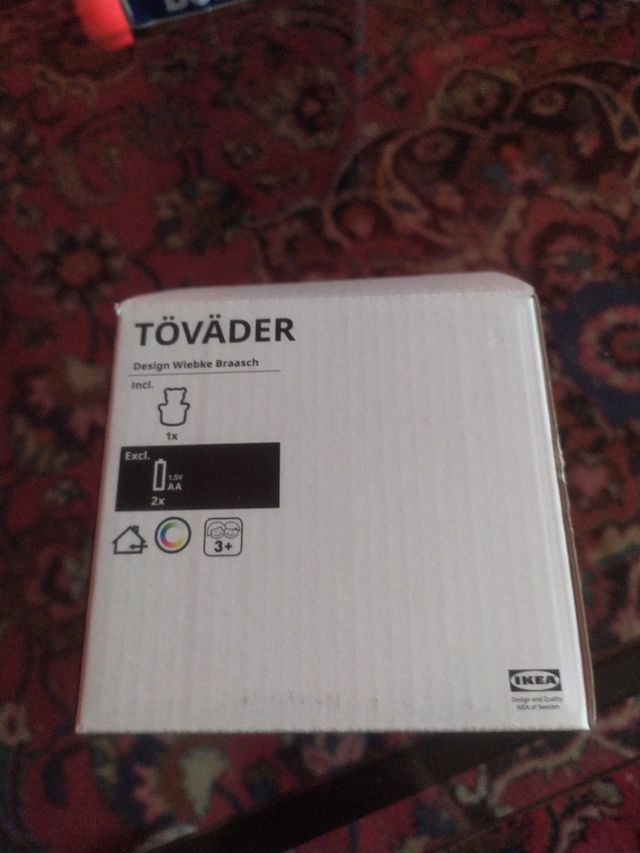 TÖVÄDER
Design Wiebke Braasch
Incl.
1x
Excl.
1.5V
AA
2x
3+
IKEA
Design and Quality
IKEA of Sweden